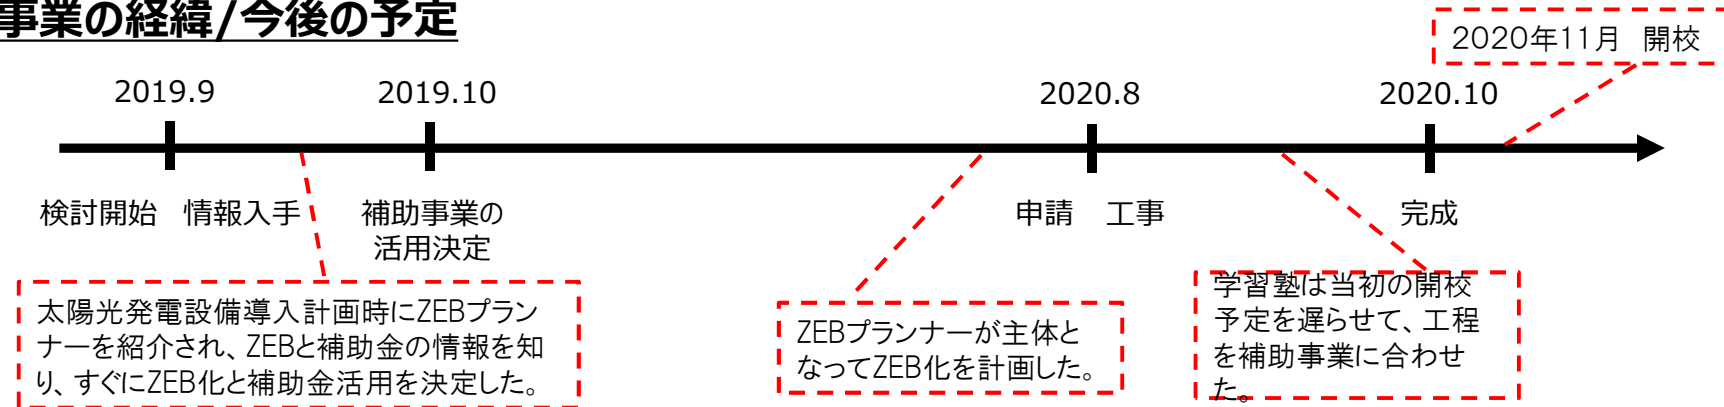 事業の経緯/今後の予定
2020年11月　開校
2019.9
2019.10
2020.8
2020.10
検討開始　情報入手
補助事業の
活用決定
申請　工事
完成
太陽光発電設備導入計画時にZEBプラン
ナーを紹介され、ZEBと補助金の情報を知
り、すぐにZEB化と補助金活用を決定した。
ZEBプランナーが主体と
なってZEB化を計画した。
学習塾は当初の開校
予定を遅らせて、工程
を補助事業に合わせ
た。